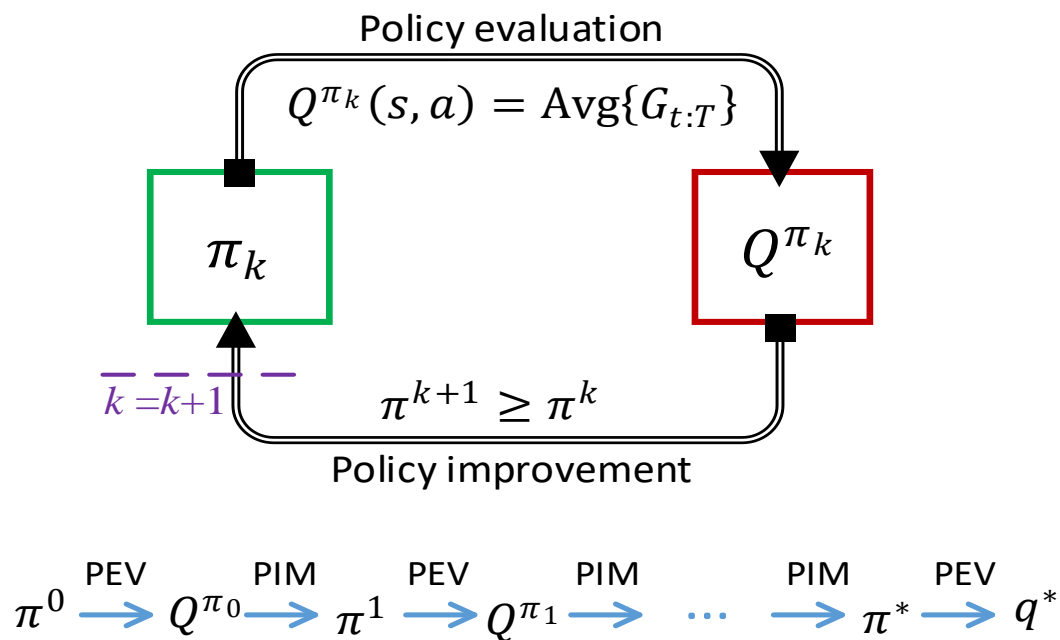 Policy evaluation
Q^{π_k}(s, a) = Avg{G_{t:T}}
π_k
Q^{π_k}
k =k+1
π^{k+1} ≥ π^k
Policy improvement
PEV PIM PEV PIM PIM PEV
π^0 Q^{π_0} π^1 Q^{π_1} ⋯ π^* q^*